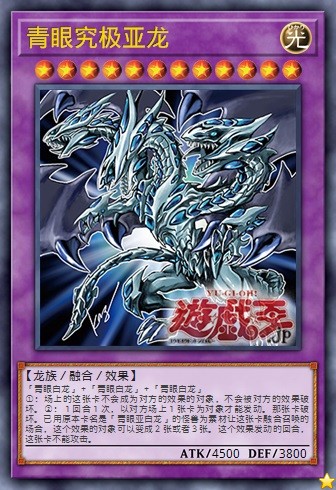 青眼究极亚龙
光
YU-GI-OH!
遊戯王
JP
【龙族/融合/效果】
「青眼白龙」+「青眼白龙」+「青眼白龙」
①:场上的这张卡不会成为对方的效果的对象,不会被对方的效果破
坏。②:1回合1次,以对方场上1张卡为对象才能发动。那张卡破
坏。已用原本卡名是「青眼亚白龙」的怪兽为素材让这张卡融合召唤的
场合,这个效果的对象可以变成2张或者3张。这个效果发动的回合,
这张卡不能攻击。
ATK/4500 DEF/3800